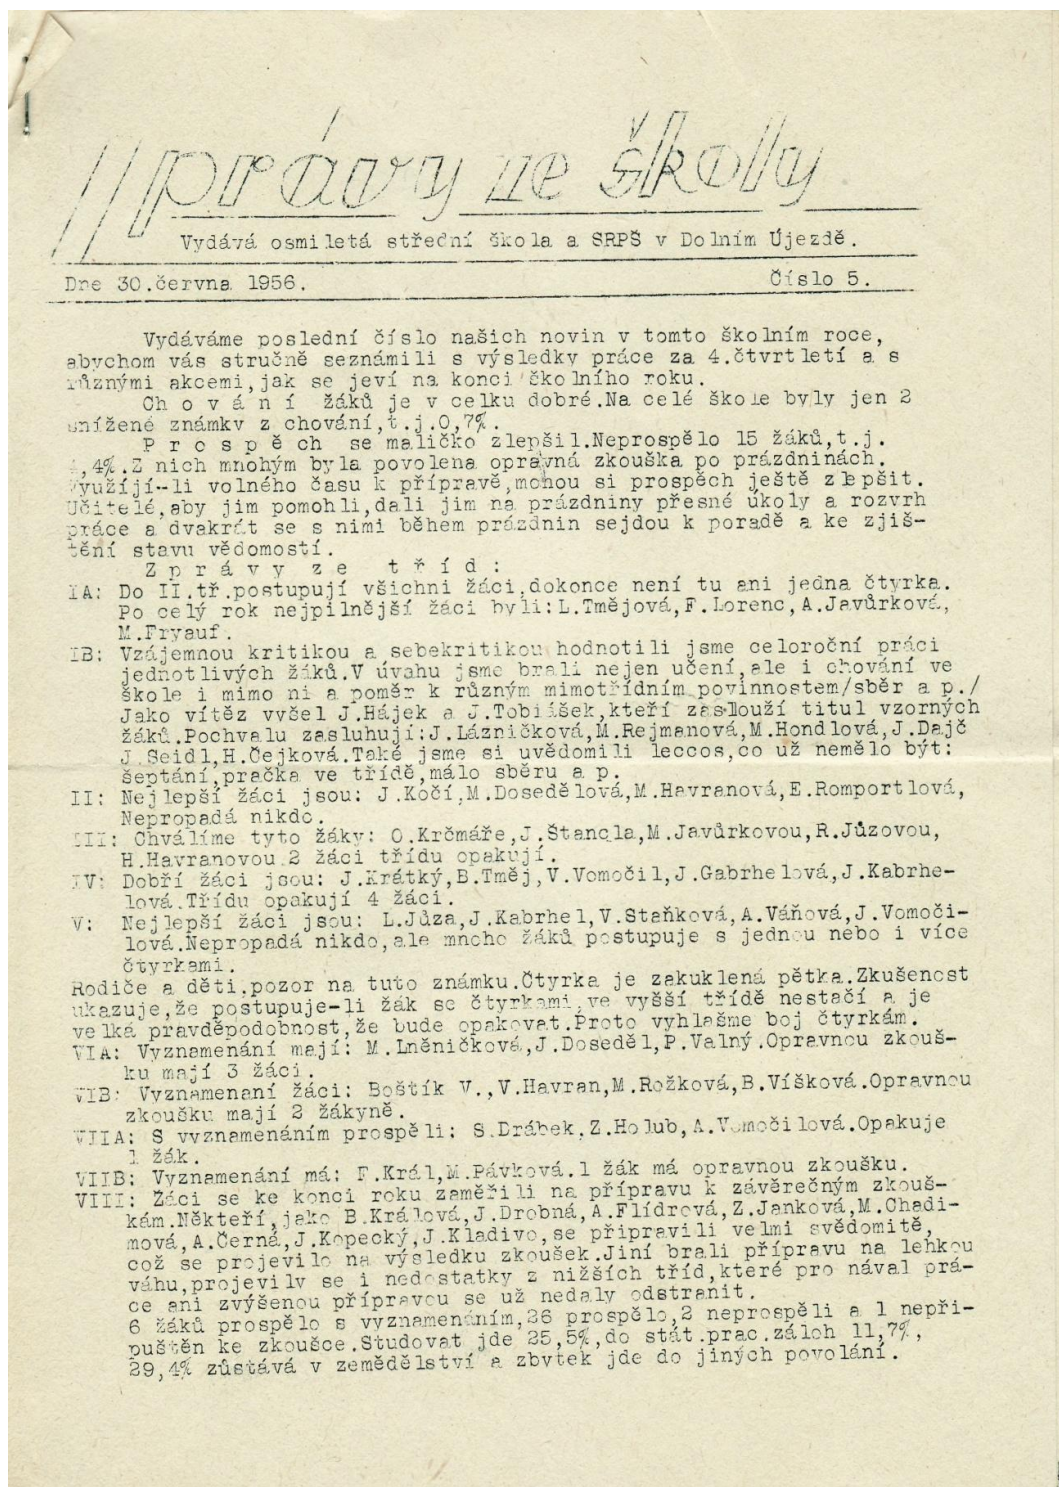 Zprávy ze školy
Vydává osmiletá střední škola a SRPŠ v Dolním Újezdě.
Dne 30.června 1956. Číslo 5.
Vydáváme poslední číslo našich novin v tomto školním roce,
abychom vás stručně seznámili s výsledky práce za 4.čtvrtletí a s
různými akcemi,jak se jeví na konci školního roku.
Ch o v á n í žáků je v celku dobré.Na celé škole byly jen 2
snížené známky z chování,t.j.0,7%.
P r o s p ě ch se maličko zlepšil.Neprospělo 15 žáků,t.j.
,4%.Z nich mnohým byla povolena opravná zkouška po prázdninách.
Využíjí-li volného času k přípravě,mohou si prospěch ještě zlepšit.
Učitelé,aby jim pomohli,dali jim na prázdniny přesné úkoly a rozvrh
práce a dvakrát se s nimi během prázdnin sejdou k poradě a ke zjiš-
tění stavu vědomostí.
Z p r á v y z e t ř í d :
IA: Do II.tř.postupují všichni žáci,dokonce není tu ani jedna čtyrka.
Po celý rok nejpilnější žáci byli:L.Tmějová,F.Lorenc,A.Javůrková,
M.Fryauf.
IB: Vzájemnou kritikou a sebekritikou hodnotili jsme celoroční práci
jednotlivých žáků.V úvahu jsme brali nejen učení,ale i chování ve
škole i mimo ni a poměr k různým mimotřídním povinnostem/sběr a p./
Jako vítěz vyčel J.Hájek a J.Tobiášek,kteří zaslouží titul vzorných
žáků.Pochvalu zasluhují:J.Lázničková,M.Rejmanová,M.Hondlová,J.Dajč
J.Seidl,H.Čejková.Také jsme si uvědomili leccos,co už nemělo být:
šeptání,pračka ve třídě,málo sběru a p.
II: Nejlepší žáci jsou: J.Kočí,M.Dosedělová,M.Havranová,E.Romportlová,
Nepropadá nikdo.
III: Chválíme tyto žáky: O.Krčmáře,J.Štancla,M.Javůrkovou,R.Jůzovou,
H.Havranovou.2 žáci třídu opakují.
IV: Dobří žáci jsou: J.Krátký,B.Tměj,V.Vomočil,J.Gabrhelová,J.Kabrhe-
lová.Třídu opakují 4 žáci.
V: Nejlepší žáci jsou: L.Jůza,J.Kabrhel,V.Staňková,A.Váňová,J.Vomoči-
lová.Nepropadá nikdo,ale mnoho žáků postupuje s jednou nebo i více
čtyrkami.
Rodiče a děti,pozor na tuto známku.Čtyrka je zakuklená pětka.Zkušenost
ukazuje,že postupuje-li žák se čtyrkami,ve vyšší třídě nestačí a je
velká pravděpodobnost,že bude opakovat.Proto vyhlašme boj čtyrkám.
VIA: Vyznamenání mají: M.Lněničková,J.Doseděl,P.Valný.Opravnou zkouš-
ku mají 3 žáci.
VIB: Vyznamenaní žáci: Boštík V.,V.Havran,M.Rožková,B.Víšková.Opravnou
zkoušku mají 2 žákyně.
VIIA: S vyznamenáním prospěli: S.Drábek,Z.Holub,A.Vomočilová.Opakuje
1 žák.
VIIB: Vyznamenání má: F.Král,M.Pávková.1 žák má opravnou zkoušku.
VIII: Žáci se ke konci roku zaměřili na přípravu k závěrečným zkouš-
kám.Někteří,jako B.Králová,J.Drobná,A.Flídrová,Z.Janková,M.Chadi-
mová,A.Černá,J.Kopecký,J.Kladivo,se připravili velmi svědomitě,
což se projevilo na výsledku zkoušek.Jiní brali přípravu na lehkou
váhu,projevily se i nedostatky z nižších tříd,které pro nával prá-
ce ani zvýšenou přípravou se už nedaly odstranit.
6 žáků prospělo s vyznamenáním,26 prospělo,2 neprospěli a 1 nepři-
puštěn ke zkoušce.Studovat jde 25,5%,do stát.prac.záloh 11,7%,
29,4% zůstává v zemědělství a zbytek jde do jiných povolání.